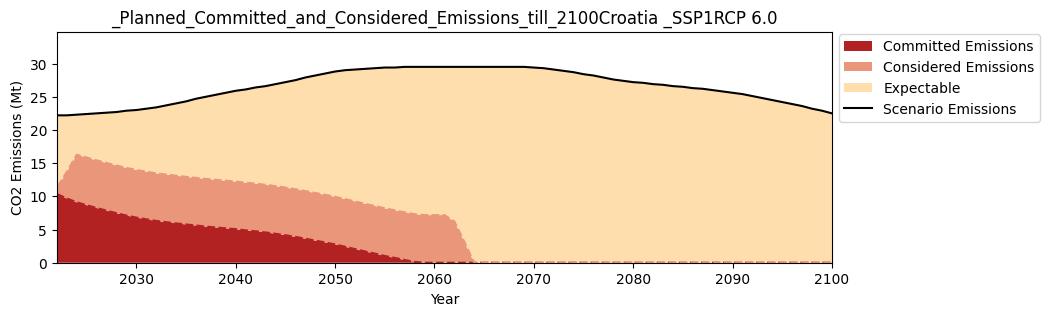 _Planned_Committed_and_Considered_Emissions_till_2100Croatia _SSP1RCP 6.0
CO2 Emissions (Mt)
30
25
20
15
10
5
0
2030 2040 2050 2060 2070 2080 2090 2100
Year
Committed Emissions
Considered Emissions
Expectable
Scenario Emissions